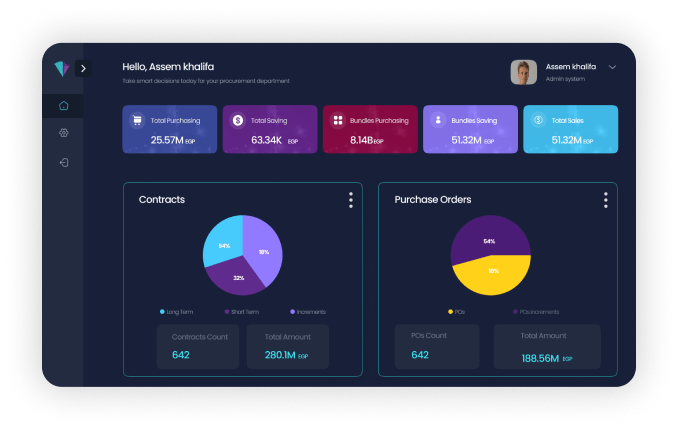 Hello, Assem khalifa
Take smart decisions today for your procurement department
Assem khalifa
Admin system
Total Purchasing
25.57M EGP
Total Saving
63.34K EGP
Bundles Purchasing
8.14B EGP
Bundles Saving
51.32M EGP
Total Sales
51.32M EGP
Contracts
54%
18%
32%
Long Term
Short Term
Increments
Contracts Count
642
Total Amount
280.1M EGP
Purchase Orders
54%
18%
POs
POs increments
POs Count
642
Total Amount
188.56M EGP